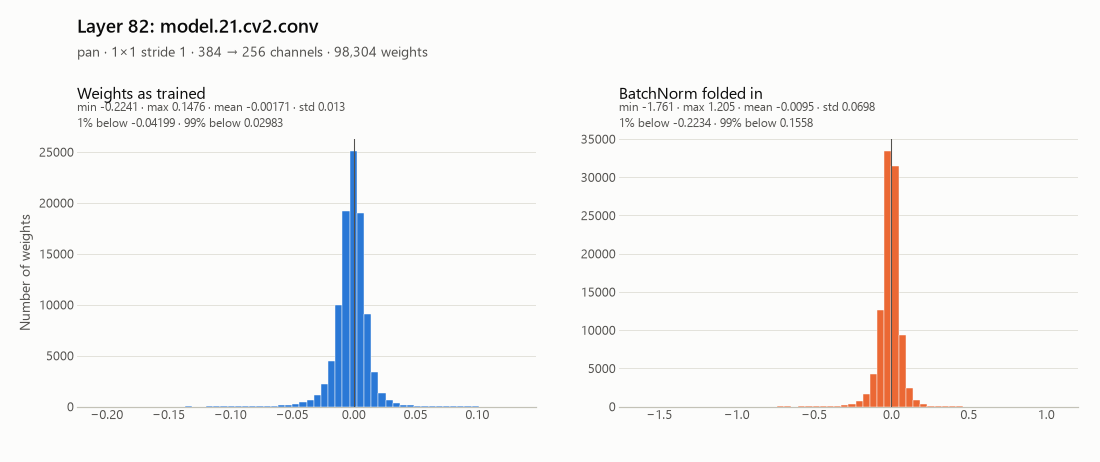 Layer 82: model.21.cv2.conv
pan · 1×1 stride 1 · 384 → 256 channels · 98,304 weights
Weights as trained
min -0.2241 · max 0.1476 · mean -0.00171 · std 0.013
1% below -0.04199 · 99% below 0.02983
Number of weights
25000
20000
15000
10000
5000
0
−0.20 −0.15 −0.10 −0.05 0.00 0.05 0.10
BatchNorm folded in
min -1.761 · max 1.205 · mean -0.0095 · std 0.0698
1% below -0.2234 · 99% below 0.1558
35000
30000
25000
20000
15000
10000
5000
0
−1.5 −1.0 −0.5 0.0 0.5 1.0